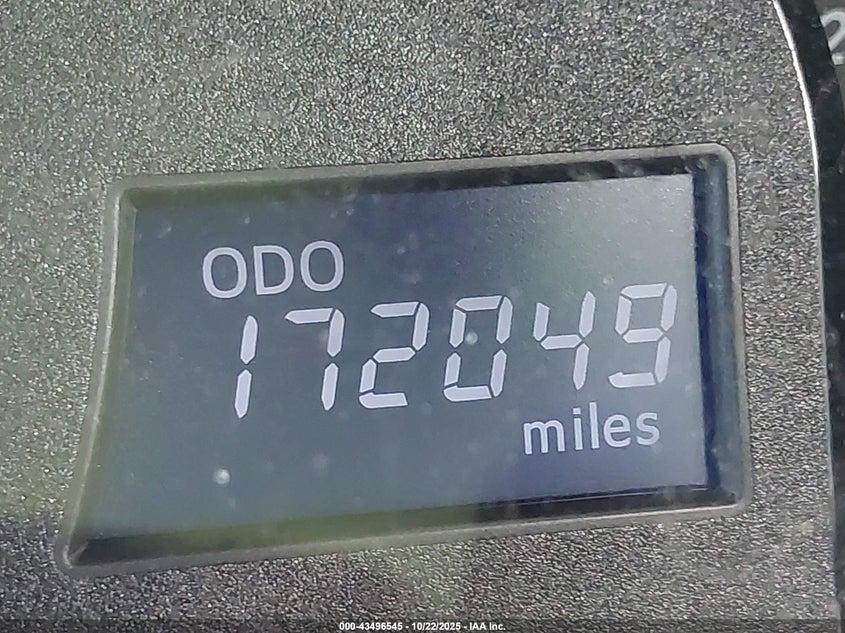 ODO
172049
miles
000-43496545 - 10/22/2025 - IAA Inc.